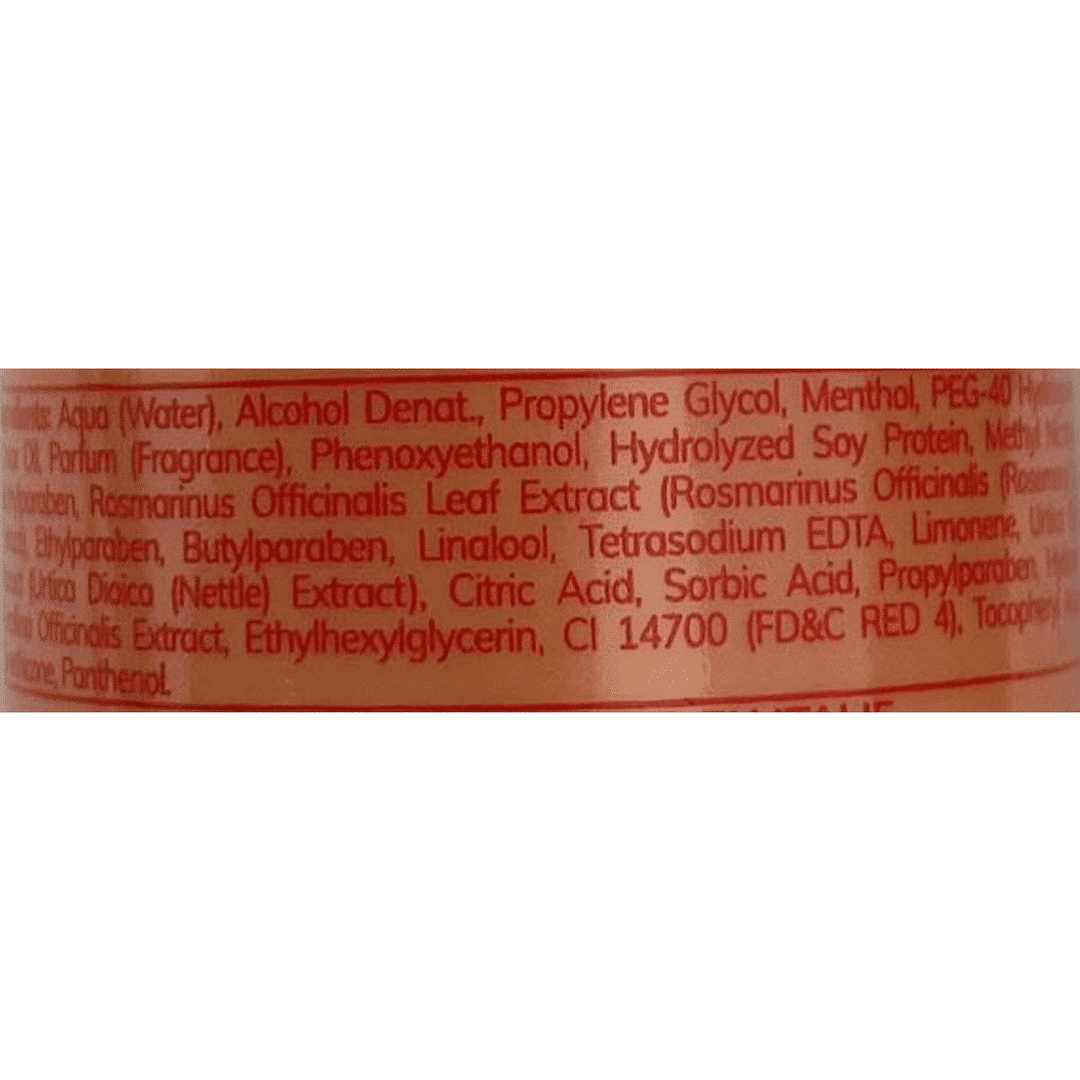 Aqua (Water), Alcohol Denat., Propylene Glycol, Menthol, PEG-40
Oil, Parfum (Fragrance), Phenoxyethanol, Hydrolyzed Soy Protein, Methyl
Rosmarinus Officinalis Leaf Extract (Rosmarinus Officinalis
Ethylparaben, Butylparaben, Linalool, Tetrasodium EDTA, Limonene,
(Urtica Dioica (Nettle) Extract), Citric Acid, Sorbic Acid, Propylparaben,
Officinalis Extract, Ethylhexylglycerin, CI 14700 (FD&C RED 4),
Panthenol.